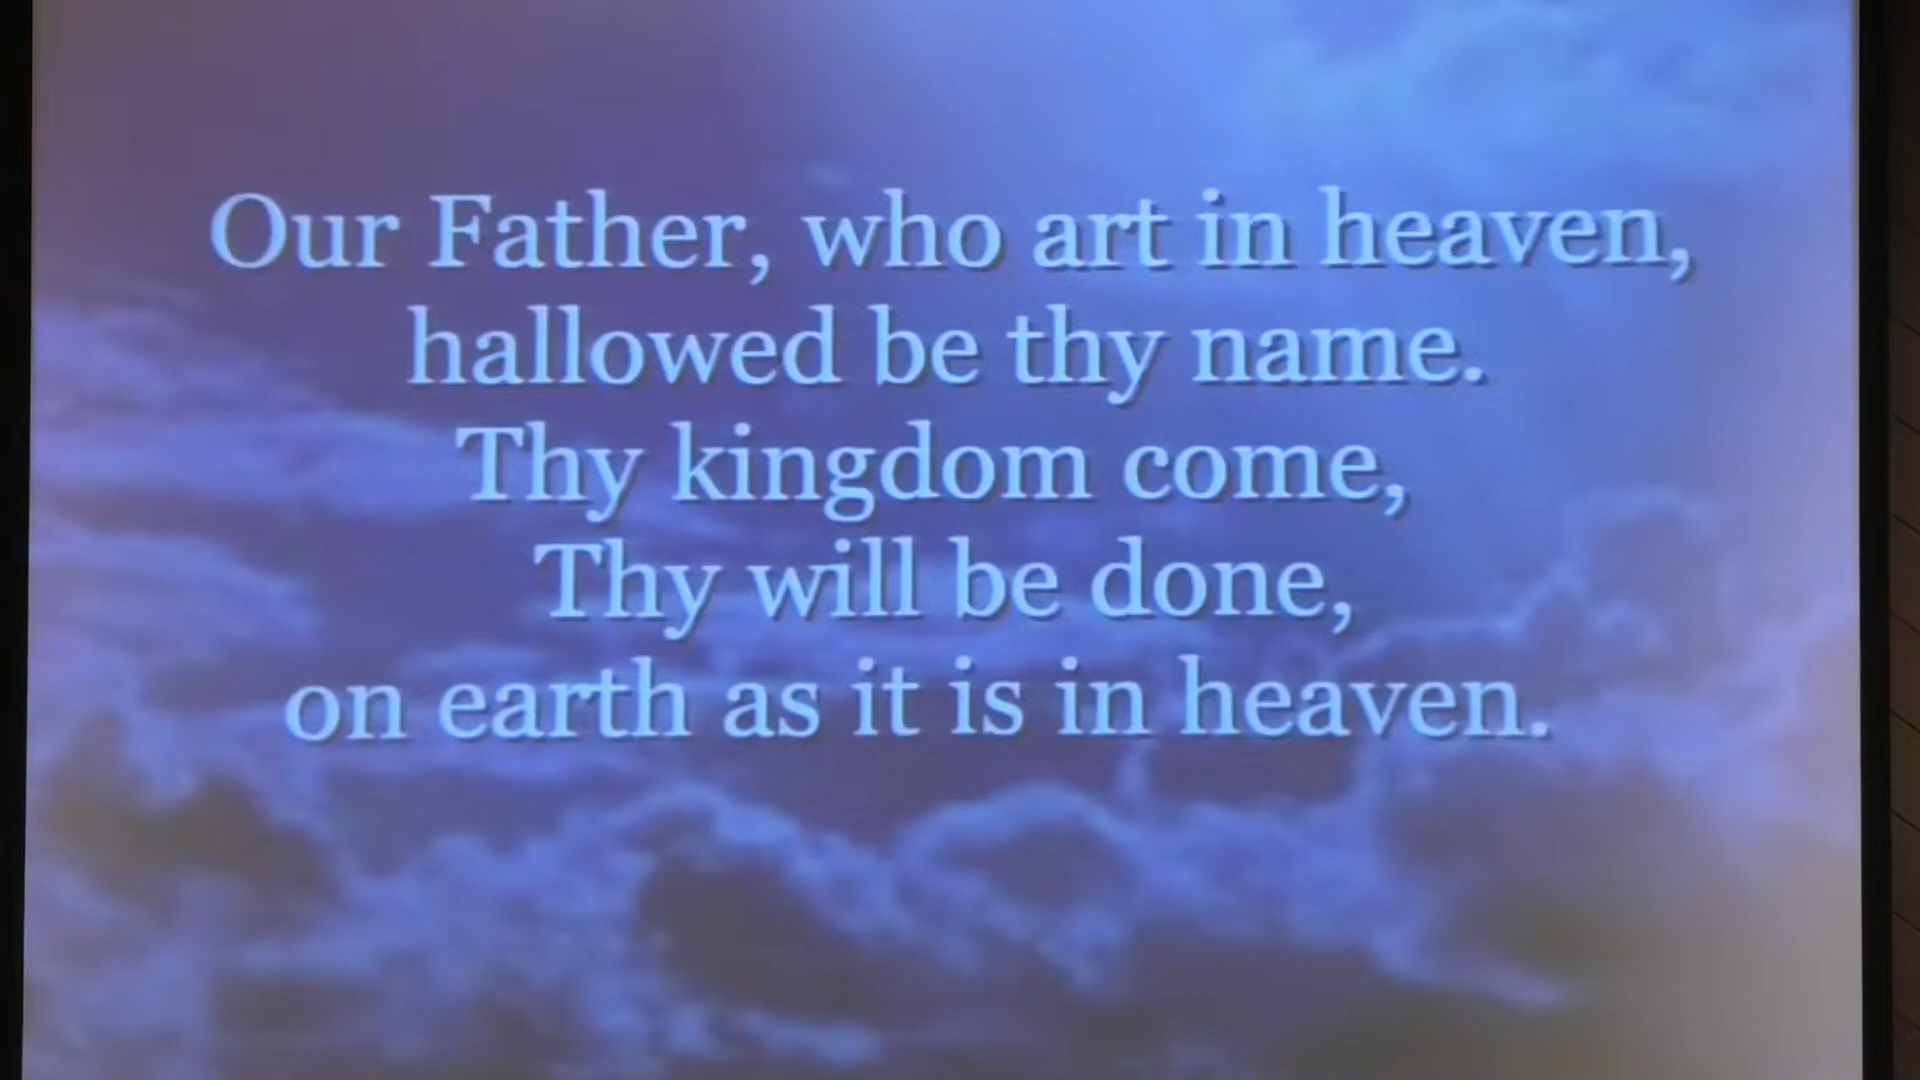 Our Father, who art in heaven,
hallowed be thy name.
Thy kingdom come,
Thy will be done,
on earth as it is in heaven.